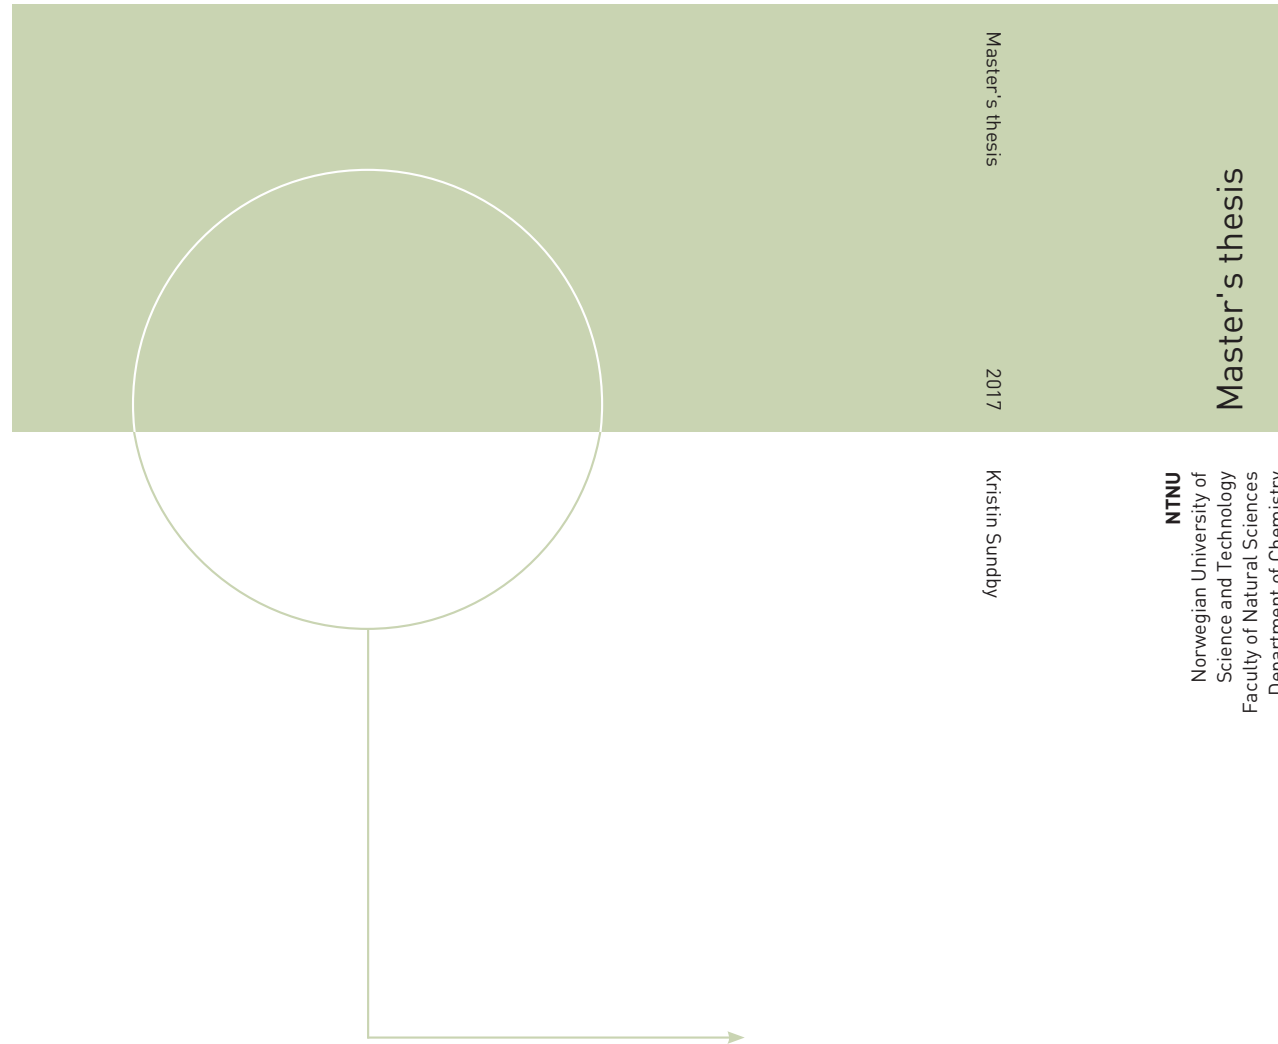 Master's thesis
2017
Kristin Sundby
Master's thesis
NTNU
Norwegian University of
Science and Technology
Faculty of Natural Sciences
Department of Chemistry